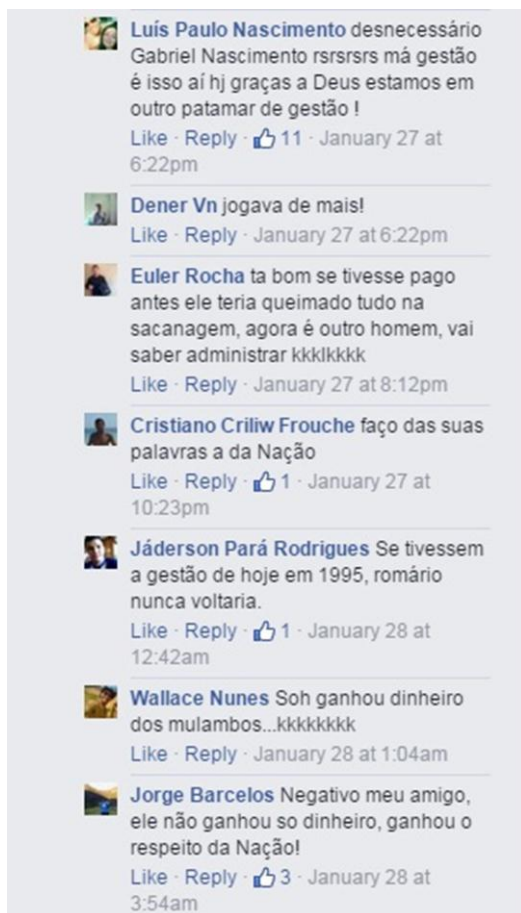 Luís Paulo Nascimento desnecessário
Gabriel Nascimento rsrsrsrs má gestão
é isso aí hj graças a Deus estamos em
outro patamar de gestão !
Like · Reply · 11 · January 27 at
6:22pm
Dener Vn jogava de mais!
Like · Reply · January 27 at 6:22pm
Euler Rocha ta bom se tivesse pago
antes ele teria queimado tudo na
sacanagem, agora é outro homem, vai
saber administrar kkklkkkk
Like · Reply · January 27 at 8:12pm
Cristiano Criliw Frouche faço das suas
palavras a da Nação
Like · Reply · 1 · January 27 at
10:23pm
Jáderson Pará Rodrigues Se tivessem
a gestão de hoje em 1995, romário
nunca voltaria.
Like · Reply · 1 · January 28 at
12:42am
Wallace Nunes Soh ganhou dinheiro
dos mulambos...kkkkkkkk
Like · Reply · January 28 at 1:04am
Jorge Barcelos Negativo meu amigo,
ele não ganhou so dinheiro, ganhou o
respeito da Nação!
Like · Reply · 3 · January 28 at
3:54am